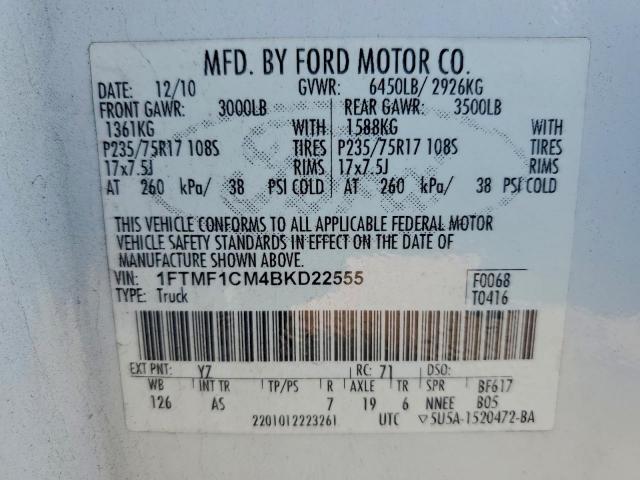 MFD. BY FORD MOTOR CO.
DATE: 12/10 GVWR: 6450LB/ 2926KG
FRONT GAWR: 3000LB REAR GAWR: 3500LB
1361KG WITH 1588KG WITH
P235/75R17 108S TIRES P235/75R17 108S TIRES
17x7.5J RIMS 17x7.5J RIMS
AT 260 kPa/ 38 PSI COLD AT 260 kPa/ 38 PSI COLD
THIS VEHICLE CONFORMS TO ALL APPLICABLE FEDERAL MOTOR
VEHICLE SAFETY STANDARDS IN EFFECT ON THE DATE OF
MANUFACTURE SHOWN ABOVE.
VIN: 1FTMF1CM4BKD22555 F0068
TYPE: Truck T0416
EXT PNT: Y7 RC: 71 DSO:
WB INT TR TP/PS R AXLE TR SPR BF617
126 AS 7 19 6 NNEE B05
2201012223261 UTC ▽5U5A-1520472-BA